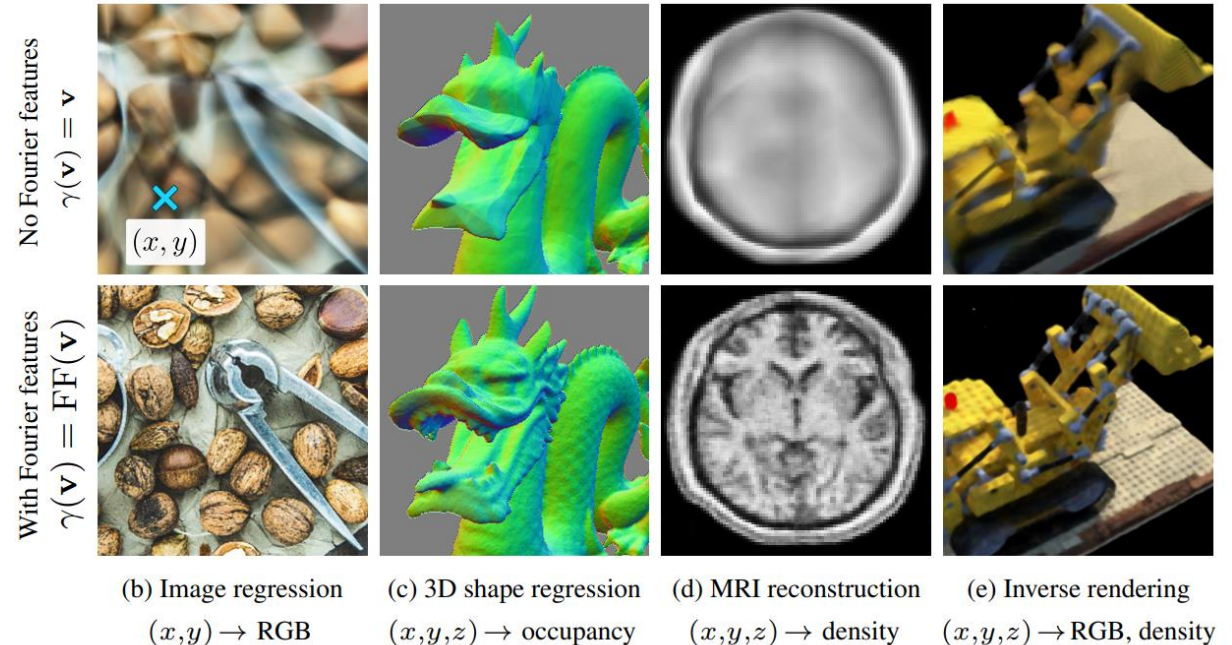 No Fourier features
γ(𝐯) = 𝐯
(x, y)
With Fourier features
γ(𝐯) = FF(𝐯)
(b) Image regression
(x,y) → RGB
(c) 3D shape regression
(x,y,z) → occupancy
(d) MRI reconstruction
(x,y,z) → density
(e) Inverse rendering
(x,y,z) → RGB, density